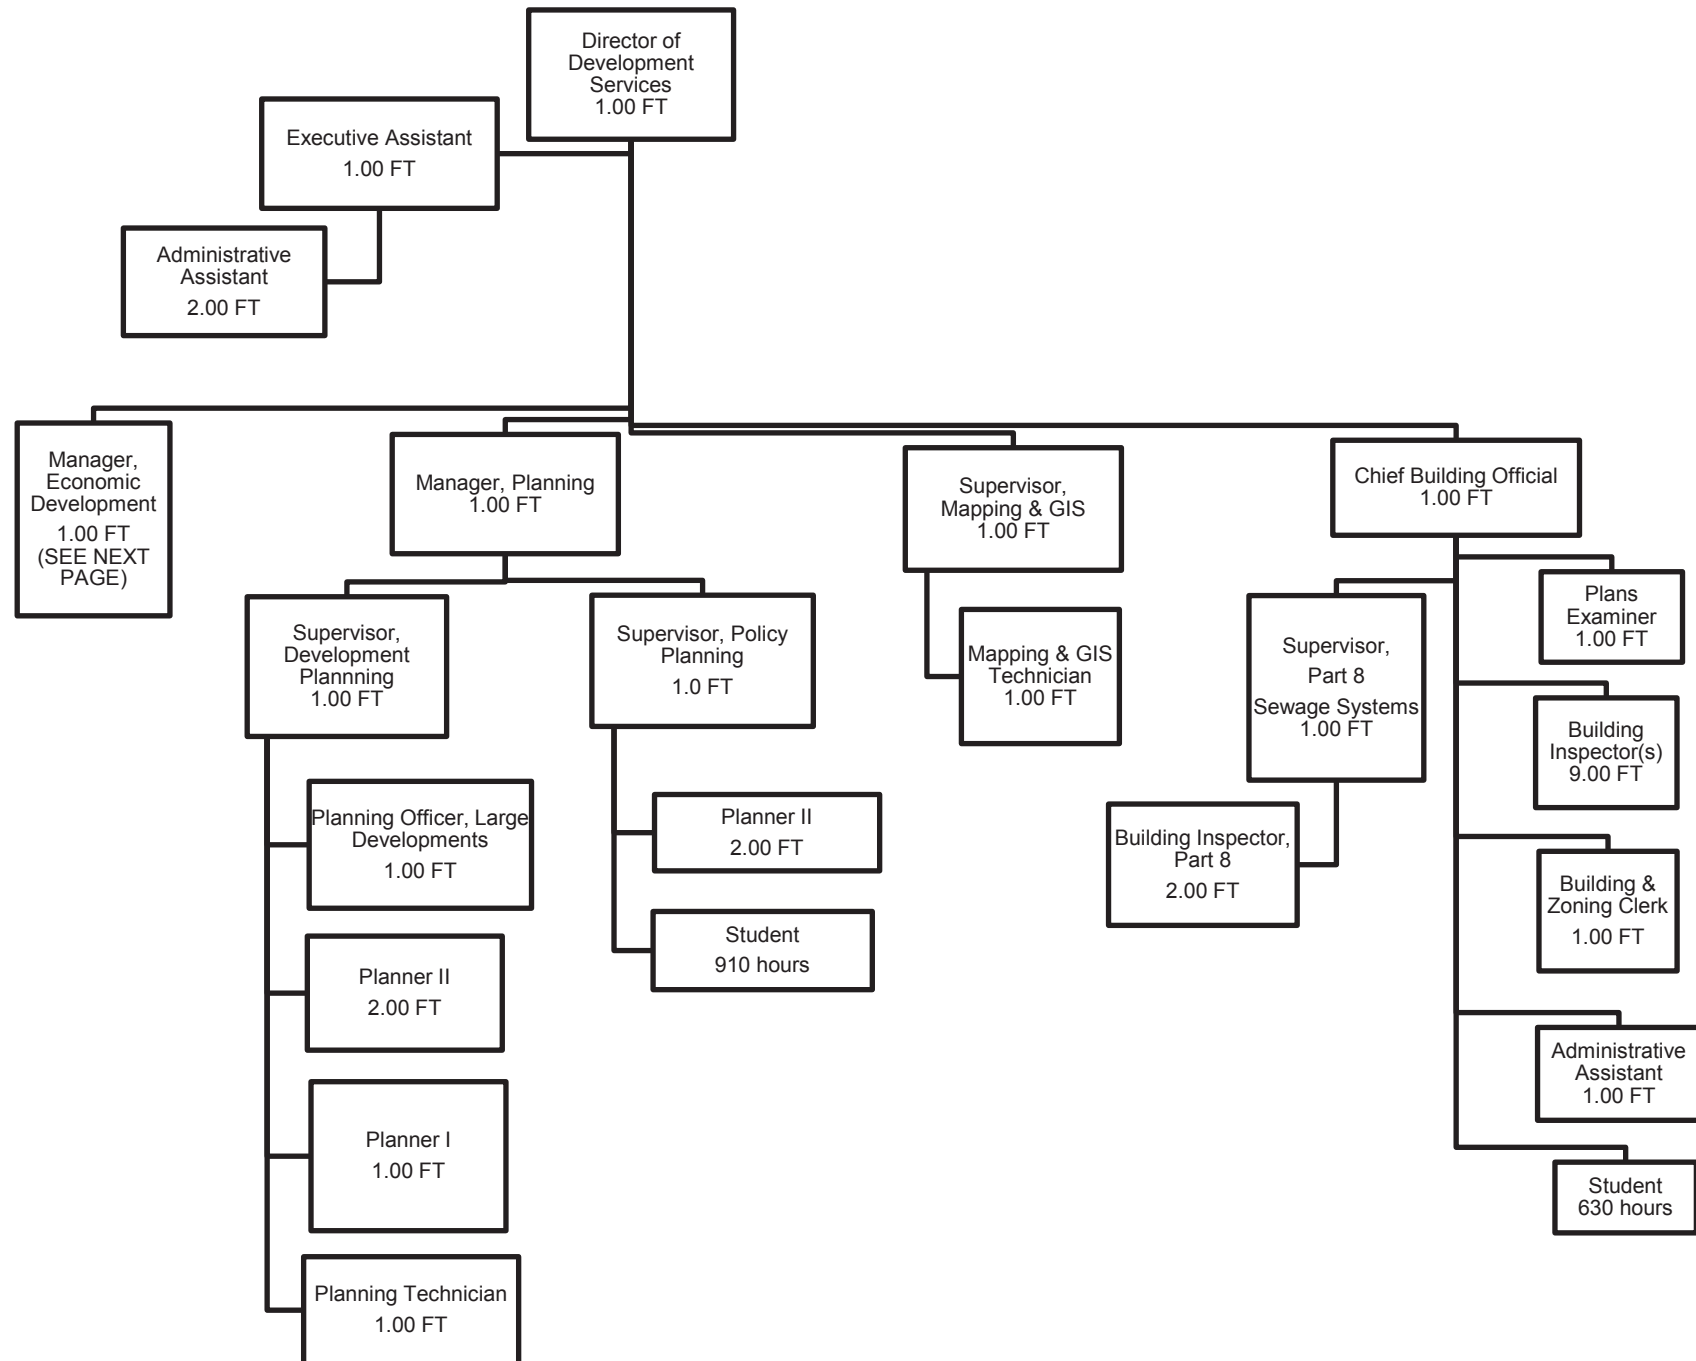 Director of
Development
Services
1.00 FT
Executive Assistant
1.00 FT
Administrative
Assistant
2.00 FT
Manager,
Economic
Development
1.00 FT
(SEE NEXT
PAGE)
Manager, Planning
1.00 FT
Supervisor,
Development
Plannning
1.00 FT
Planning Officer, Large
Developments
1.00 FT
Planner II
2.00 FT
Planner I
1.00 FT
Planning Technician
1.00 FT
Supervisor, Policy
Planning
1.0 FT
Planner II
2.00 FT
Student
910 hours
Supervisor,
Mapping & GIS
1.00 FT
Mapping & GIS
Technician
1.00 FT
Chief Building Official
1.00 FT
Supervisor,
Part 8
Sewage Systems
1.00 FT
Building Inspector,
Part 8
2.00 FT
Plans
Examiner
1.00 FT
Building
Inspector(s)
9.00 FT
Building &
Zoning Clerk
1.00 FT
Administrative
Assistant
1.00 FT
Student
630 hours